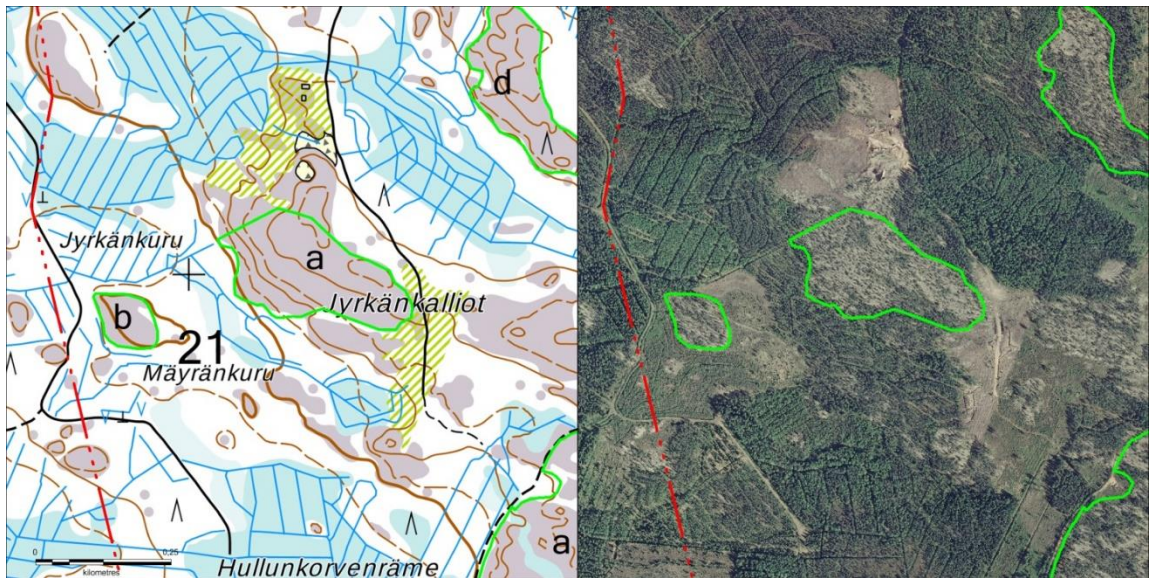 d
Jyrkänkuru
a
Jyrkänkalliot
b
21
Mäyränkuru
a
0
0,25
kilometres
Hullunkorvenräme